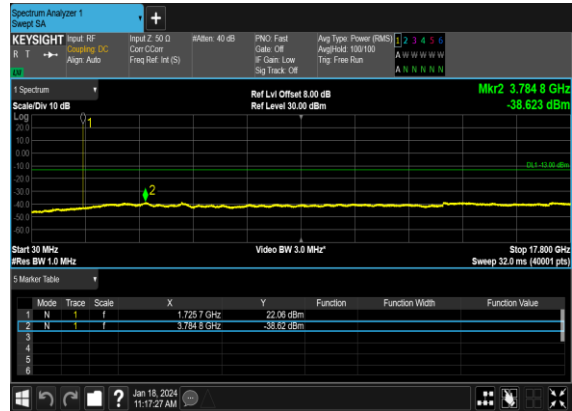 Spectrum Analyzer 1
Swept SA
+
KEYSIGHT Input: RF Input Z: 50 Ω #Atten: 40 dB PNO: Fast Avg Type: Power (RMS) 1 2 3 4 5 6
R T Coupling: DC Corr CCorr Gate: Off Avg|Hold: 100/100 A W W W W W
Align: Auto Freq Ref: Int (S) IF Gain: Low Trig: Free Run
Sig Track: Off A N N N N N
1 Spectrum Ref Lvl Offset 8.00 dB Mkr2 3.784 8 GHz
Scale/Div 10 dB Ref Level 30.00 dBm -38.623 dBm
Log
20.0
10.0
0.00
-10.0
-20.0
-30.0
-40.0
-50.0
-60.0
1
2
DL1 -13.00 dBm
Start 30 MHz Video BW 3.0 MHz* Stop 17.800 GHz
#Res BW 1.0 MHz Sweep 32.0 ms (40001 pts)
5 Marker Table
Mode Trace Scale X Y Function Function Width Function Value
1 N 1 f 1.725 7 GHz 22.06 dBm
2 N 1 f 3.784 8 GHz -38.62 dBm
3
4
5
6
? Jan 18, 2024
11:17:27 AM